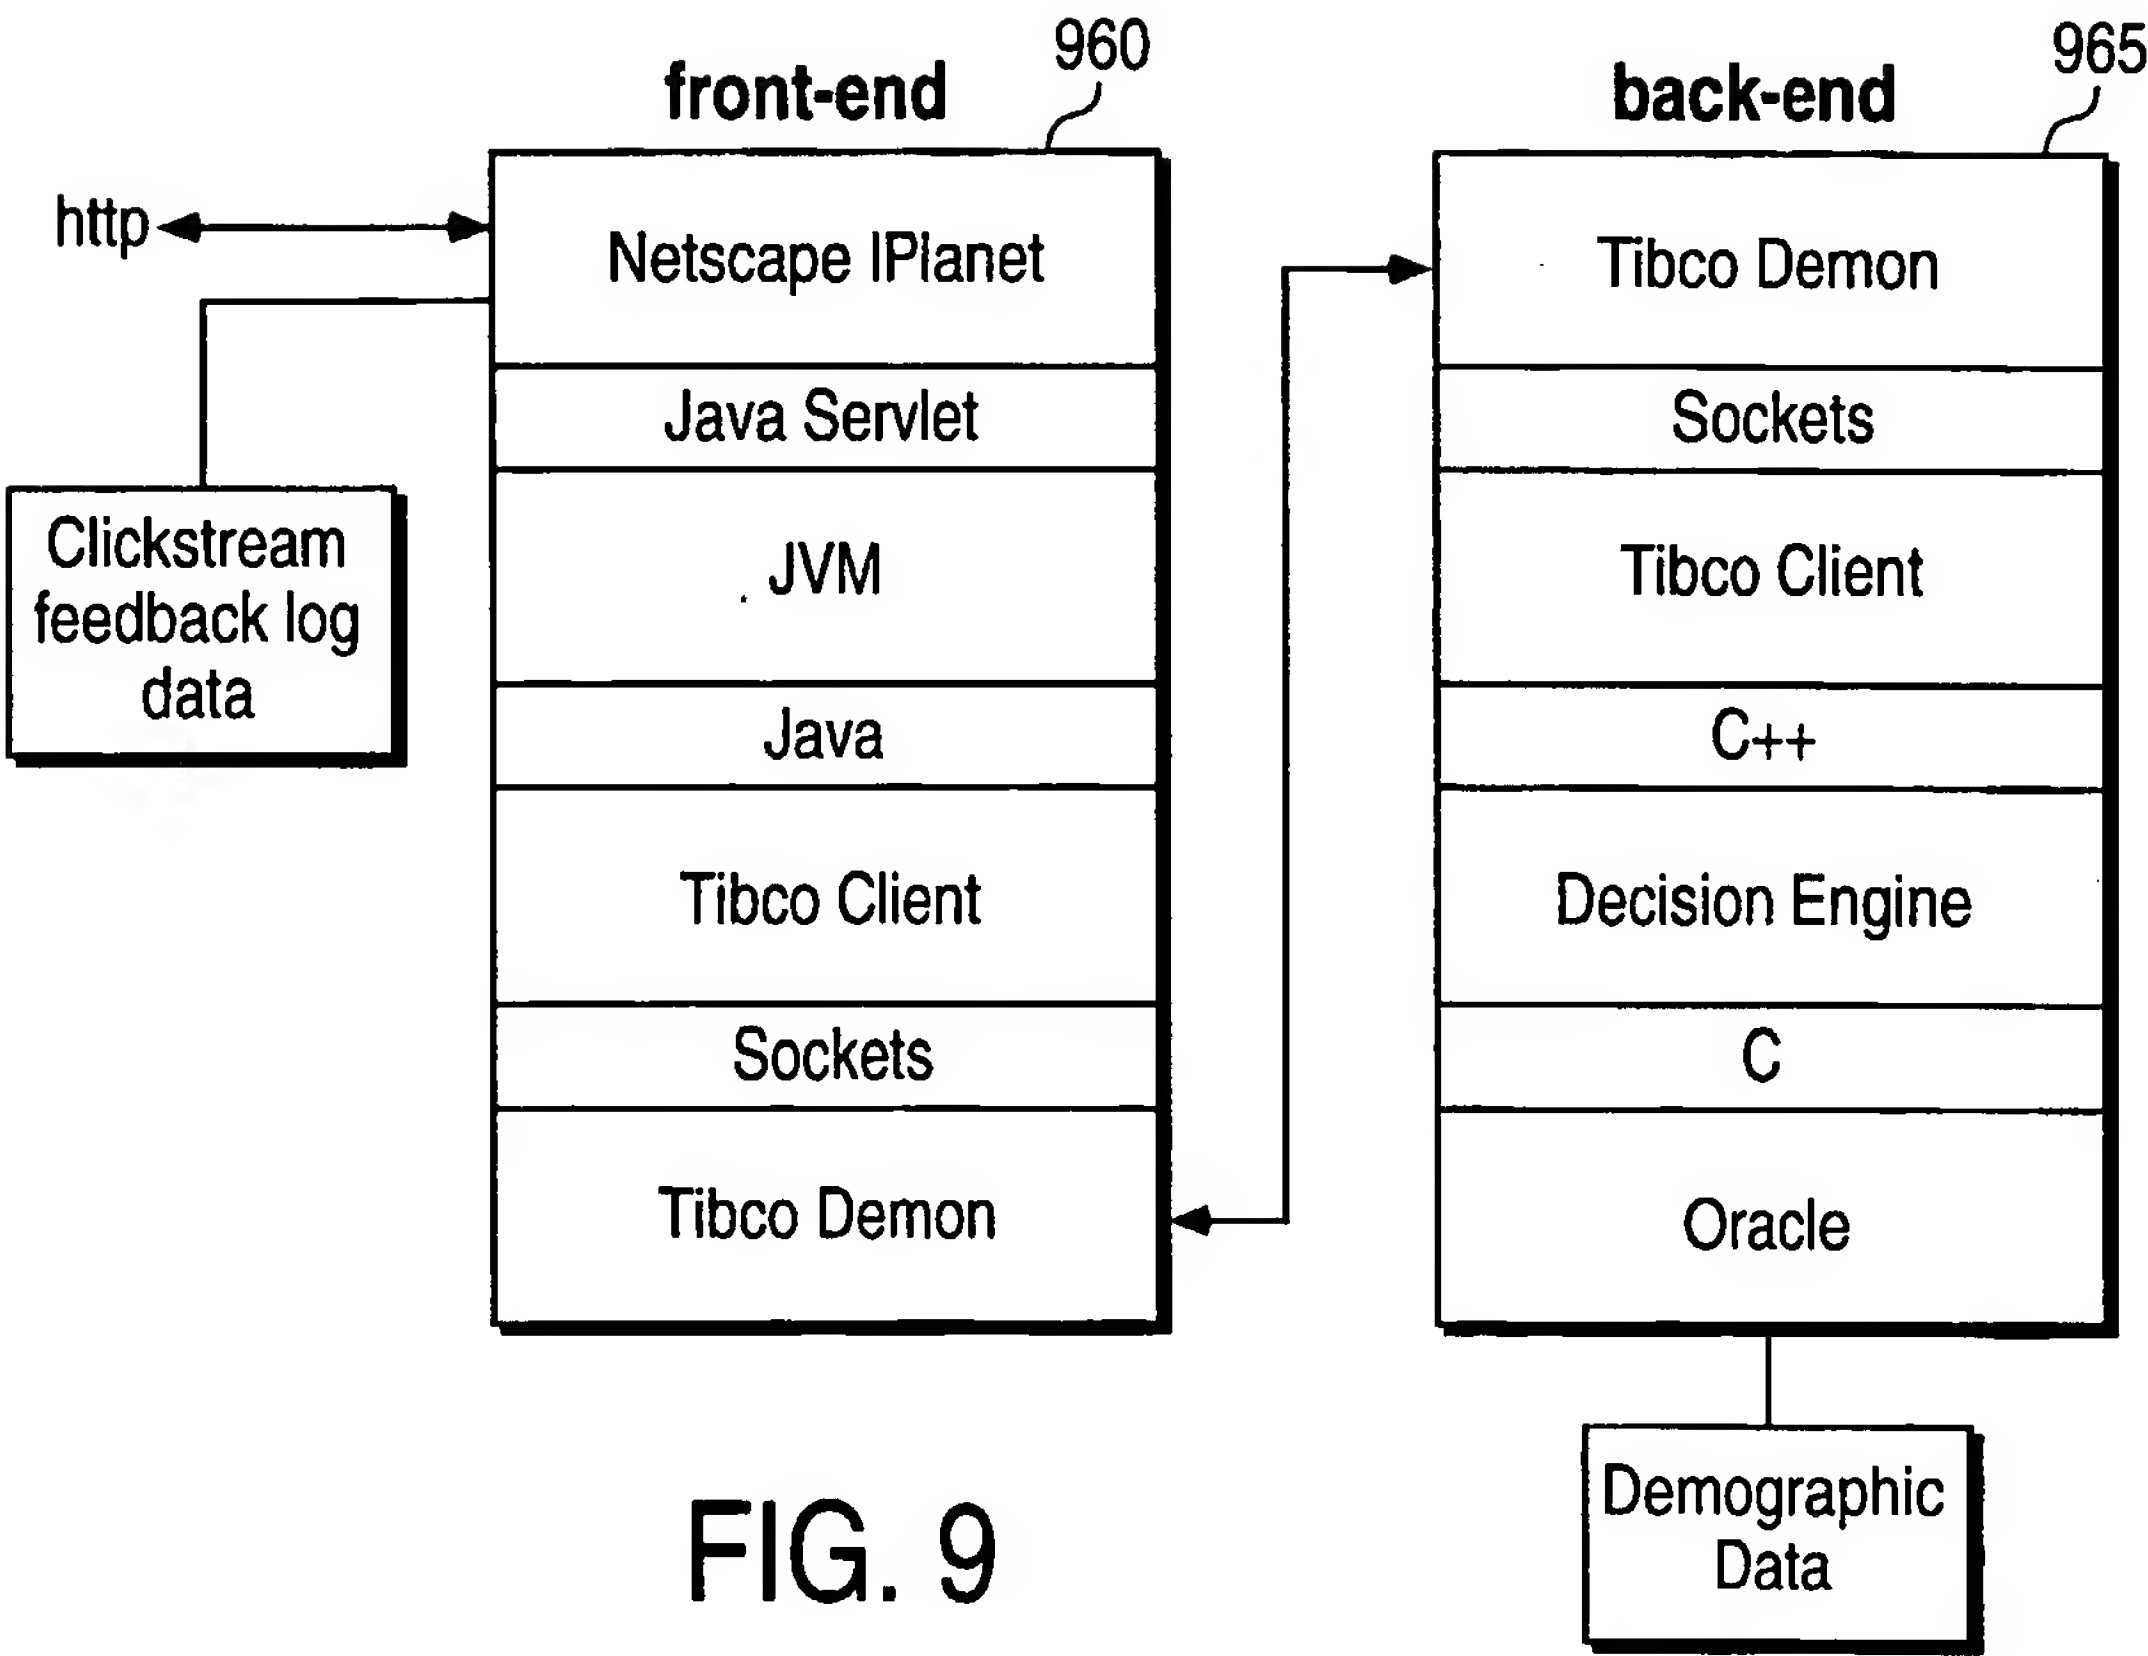 960
front-end
http
Netscape IPlanet
Java Servlet
JVM
Java
Tibco Client
Sockets
Tibco Demon
Clickstream
feedback log
data
965
back-end
Tibco Demon
Sockets
Tibco Client
C++
Decision Engine
C
Oracle
Demographic
Data
FIG. 9